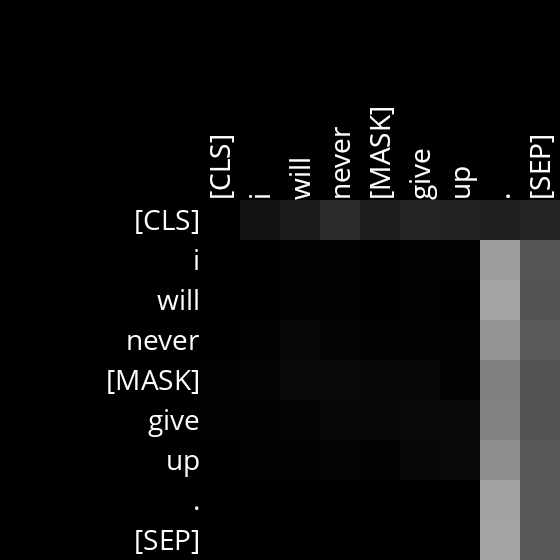 [CLS] i will never [MASK] give up . [SEP]
[CLS]
i
will
never
[MASK]
give
up
.
[SEP]